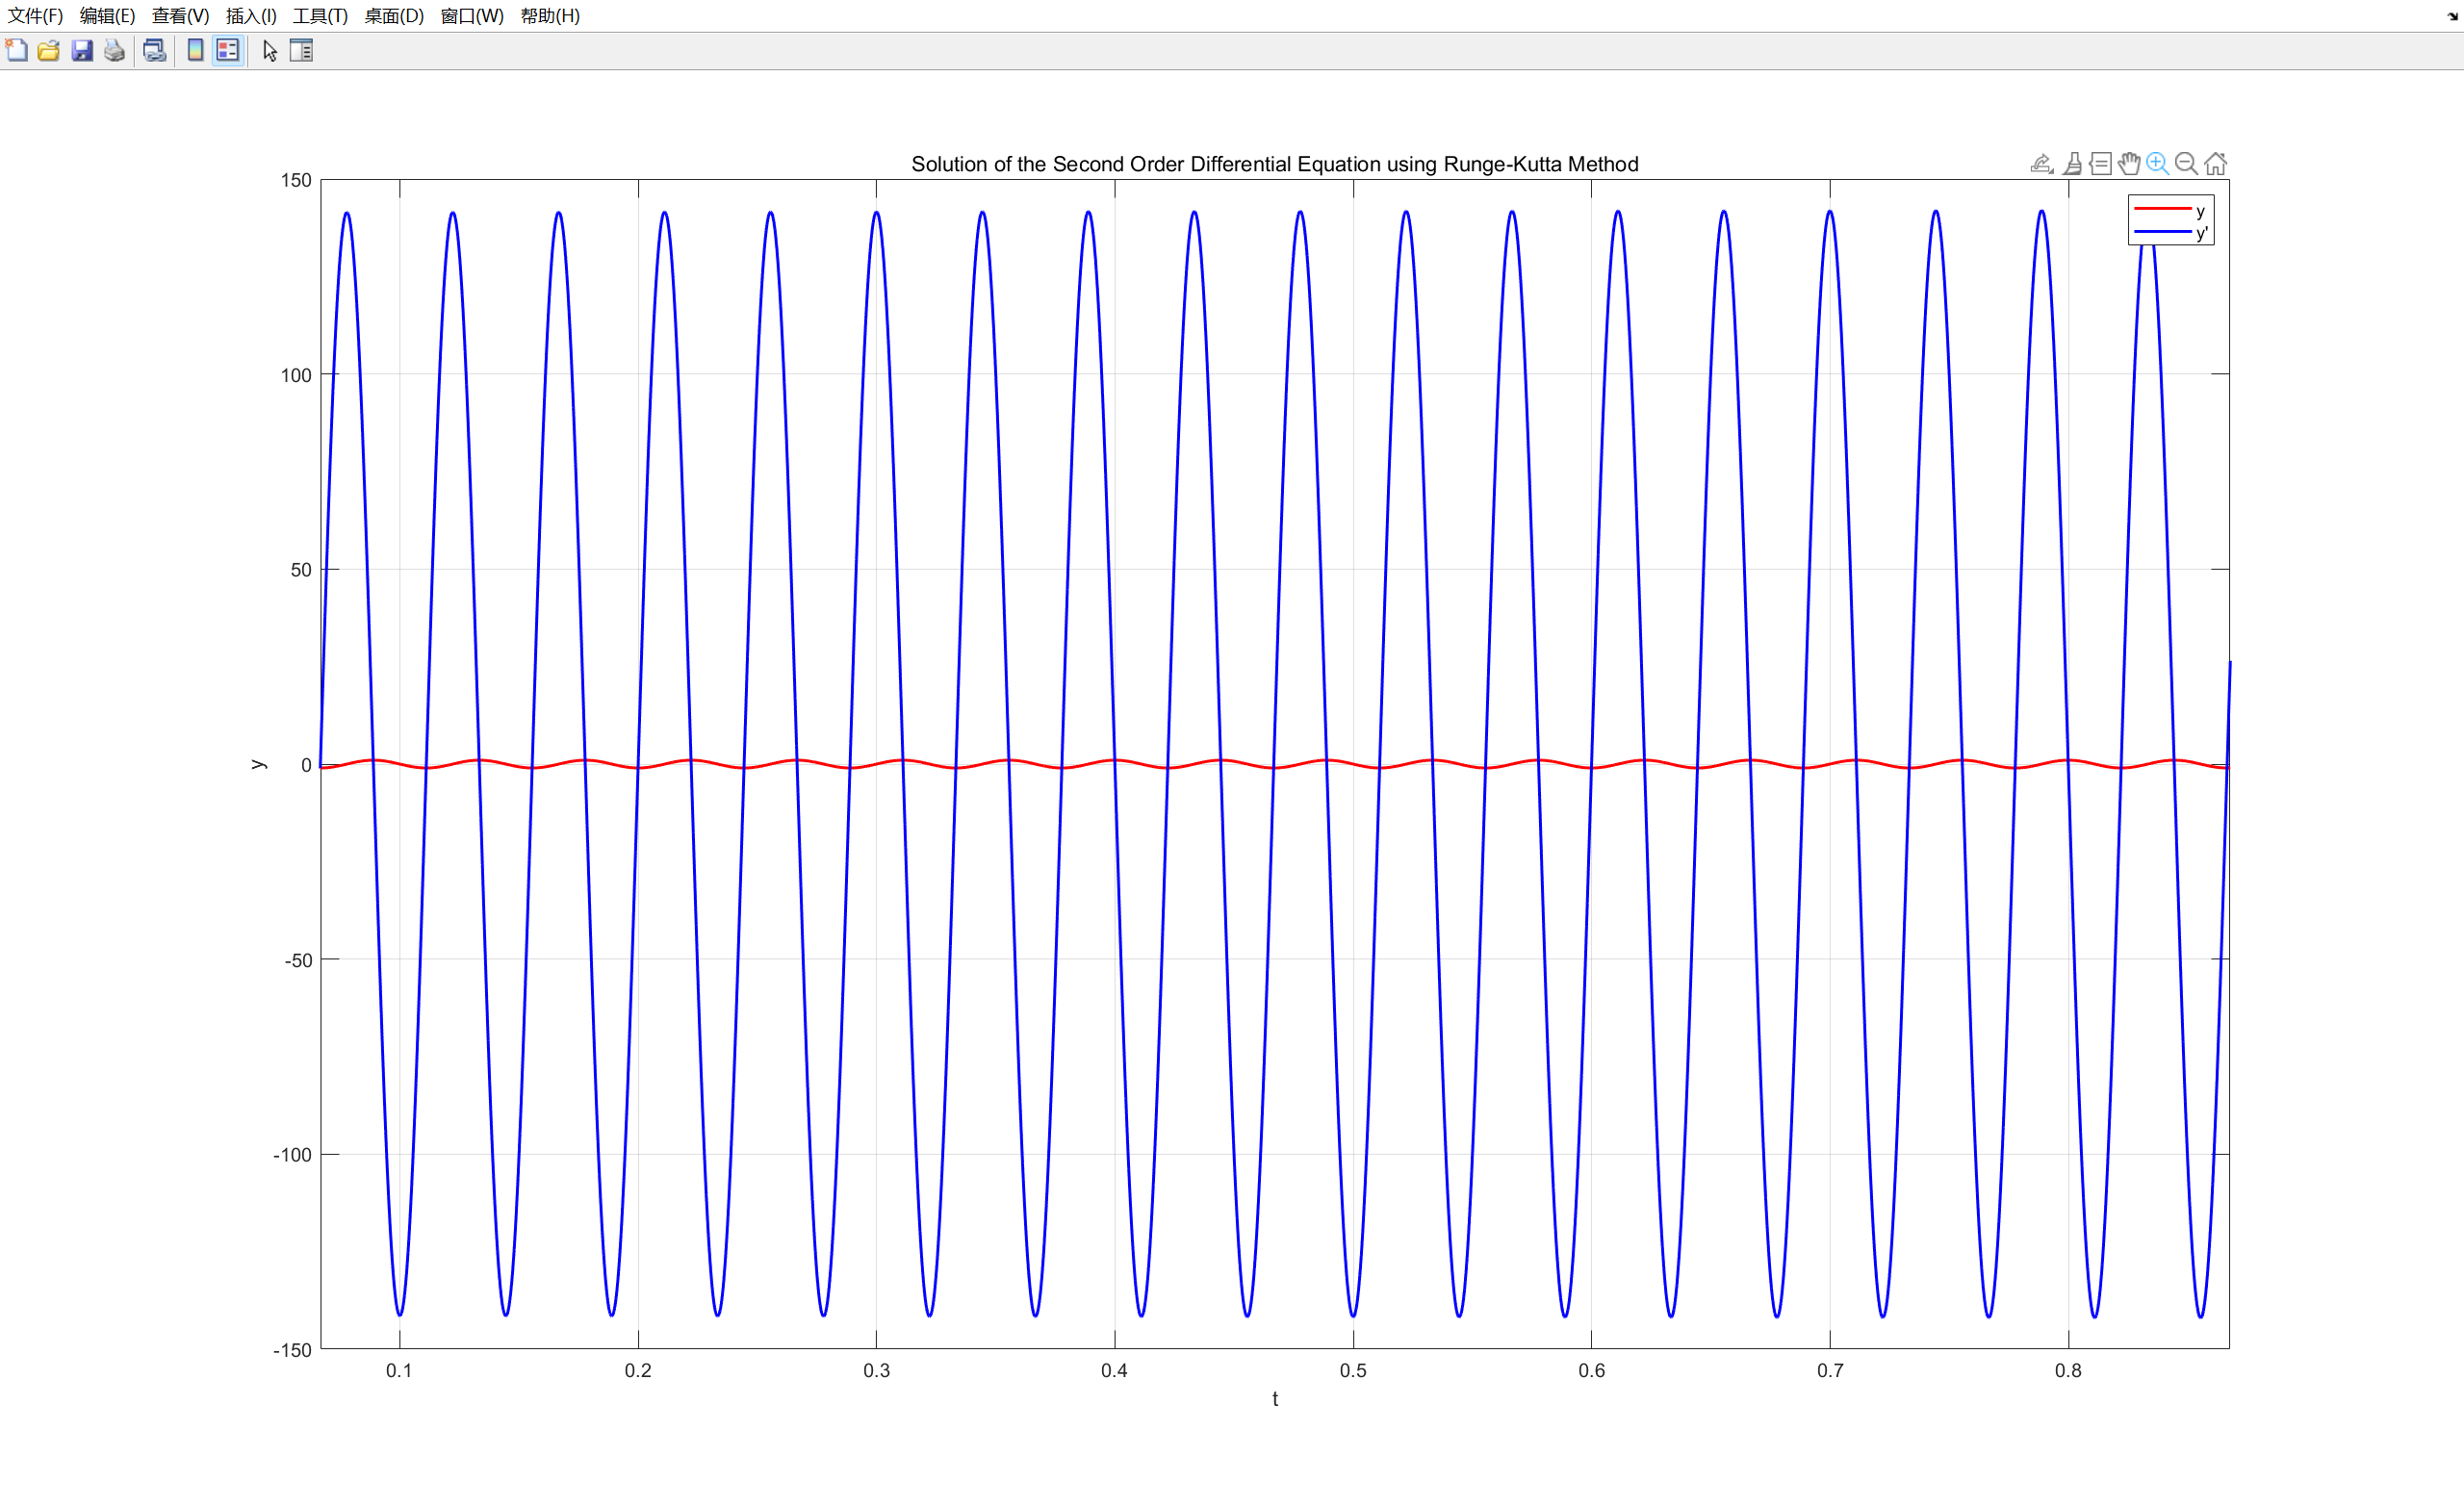 文件(F) 编辑(E) 查看(V) 插入(I) 工具(T) 桌面(D) 窗口(W) 帮助(H)
Solution of the Second Order Differential Equation using Runge-Kutta Method
y
y'
150
100
50
0
-50
-100
-150
y
0.1 0.2 0.3 0.4 0.5 0.6 0.7 0.8
t